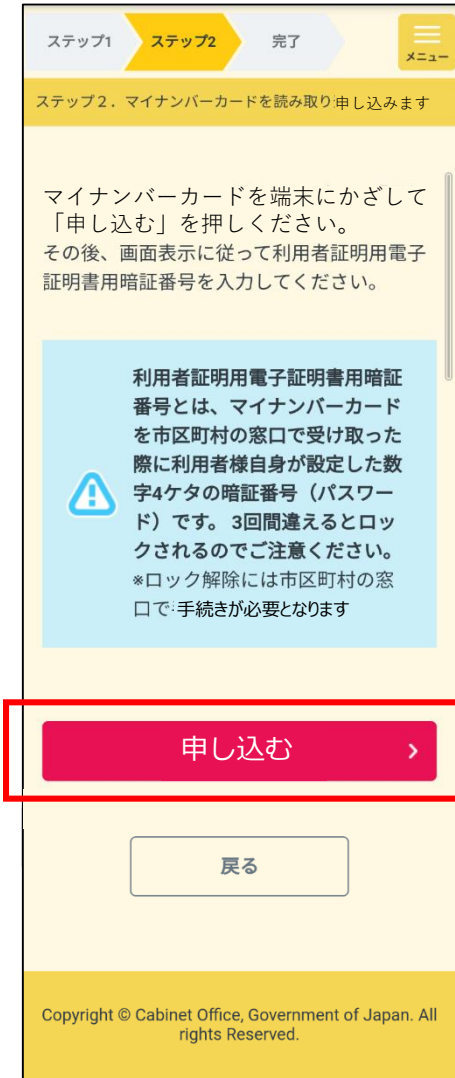 ステップ1 ステップ2 完了
メニュー
ステップ2. マイナンバーカードを読み取り申し込みます
マイナンバーカードを端末にかざして
「申し込む」を押しください。
その後、画面表示に従って利用者証明用電子
証明書用暗証番号を入力してください。
利用者証明用電子証明書用暗証
番号とは、マイナンバーカード
を市区町村の窓口で受け取った
際に利用者様自身が設定した数
字4ケタの暗証番号（パスワー
ド）です。 3回間違えるとロッ
クされるのでご注意ください。
※ロック解除には市区町村の窓
口で手続きが必要となります
申し込む
戻る
Copyright © Cabinet Office, Government of Japan. All
rights Reserved.